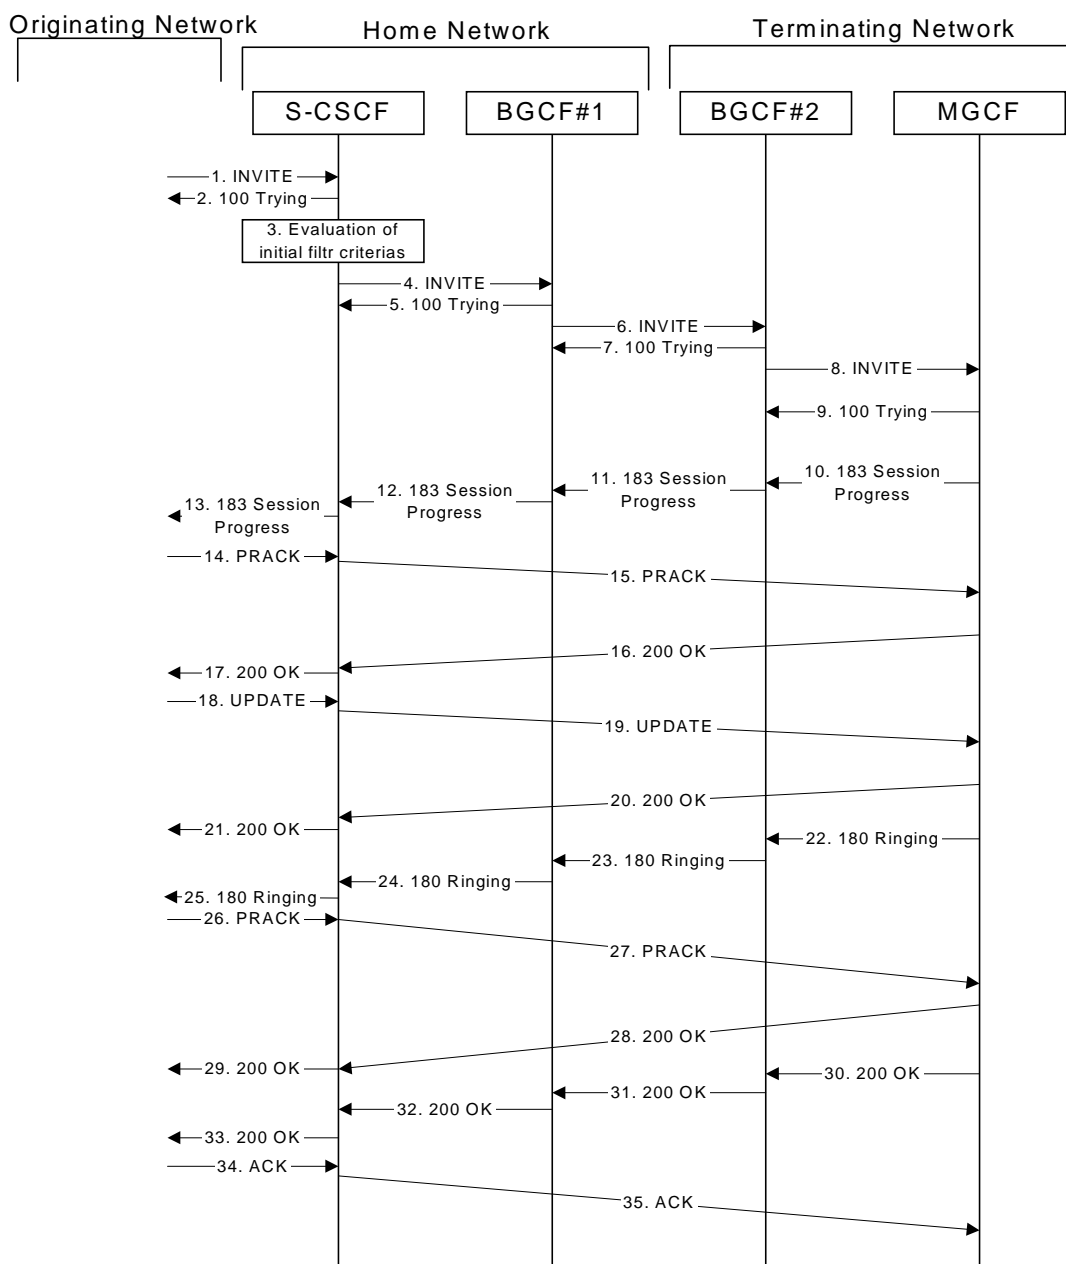 Originating Network
Home Network
Terminating Network
S-CSCF
BGCF#1
BGCF#2
MGCF
1. INVITE
2. 100 Trying
3. Evaluation of
initial filtr criterias
4. INVITE
5. 100 Trying
6. INVITE
7. 100 Trying
8. INVITE
9. 100 Trying
10. 183 Session
Progress
11. 183 Session
Progress
12. 183 Session
Progress
13. 183 Session
Progress
14. PRACK
15. PRACK
16. 200 OK
17. 200 OK
18. UPDATE
19. UPDATE
20. 200 OK
21. 200 OK
22. 180 Ringing
23. 180 Ringing
24. 180 Ringing
25. 180 Ringing
26. PRACK
27. PRACK
28. 200 OK
29. 200 OK
30. 200 OK
31. 200 OK
32. 200 OK
33. 200 OK
34. ACK
35. ACK